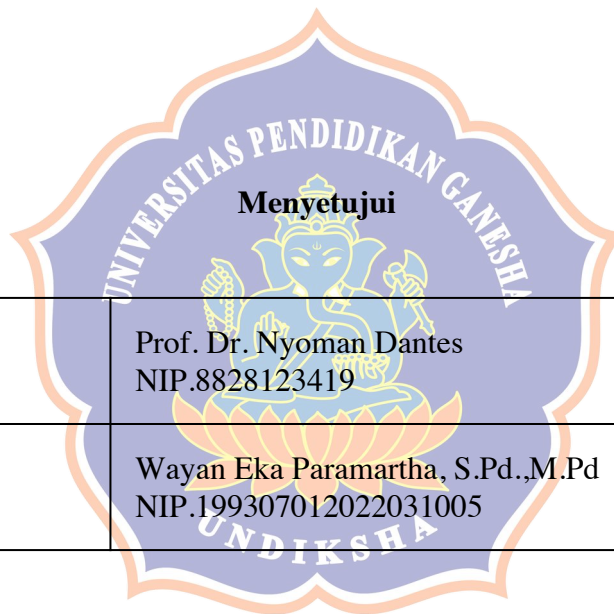 UNIVERSITAS PENDIDIKAN GANESHA
Menyetujui
Prof. Dr. Nyoman Dantes
NIP.8828123419
Wayan Eka Paramartha, S.Pd.,M.Pd
NIP.199307012022031005
UNDIKSHA